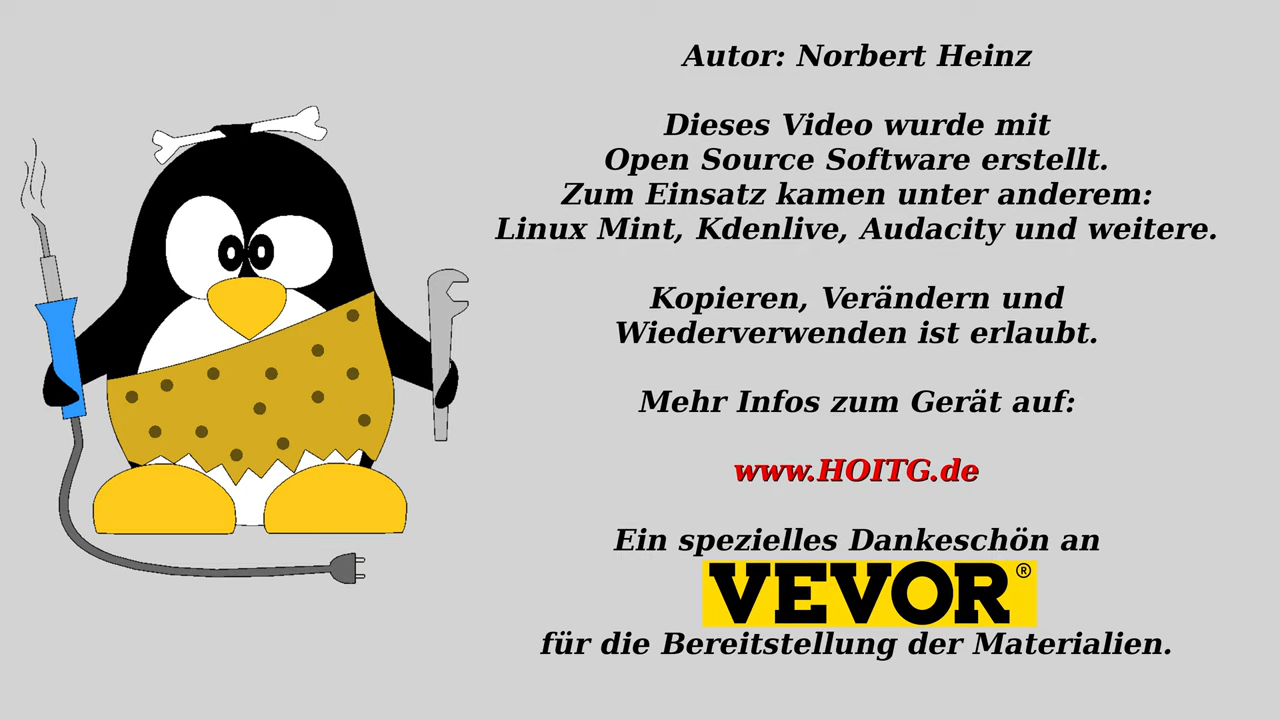 Autor: Norbert Heinz
Dieses Video wurde mit
Open Source Software erstellt.
Zum Einsatz kamen unter anderem:
Linux Mint, Kdenlive, Audacity und weitere.
Kopieren, Verändern und
Wiederverwenden ist erlaubt.
Mehr Infos zum Gerät auf:
www.HOITG.de
Ein spezielles Dankeschön an
VEVOR®
für die Bereitstellung der Materialien.